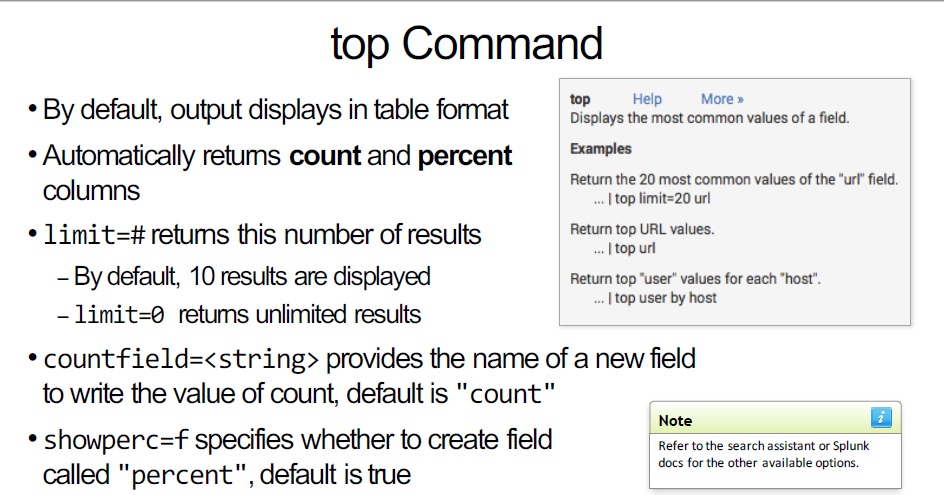 top Command
• By default, output displays in table format
• Automatically returns count and percent
columns
• limit=# returns this number of results
– By default, 10 results are displayed
– limit=0 returns unlimited results
• countfield=<string> provides the name of a new field
to write the value of count, default is "count"
• showperc=f specifies whether to create field
called "percent", default is true
top Help More »
Displays the most common values of a field.
Examples
Return the 20 most common values of the "url" field.
... | top limit=20 url
Return top URL values.
... | top url
Return top "user" values for each "host".
... | top user by host
Note
i
Refer to the search assistant or Splunk
docs for the other available options.